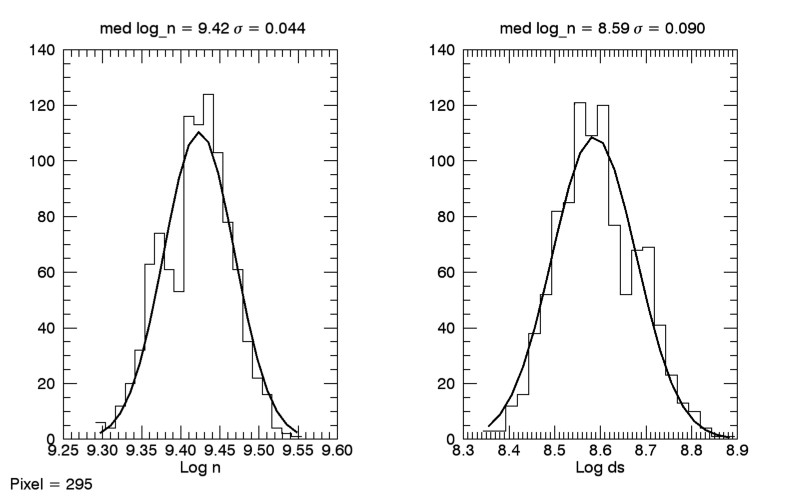 med log_n = 9.42 σ = 0.044
med log_n = 8.59 σ = 0.090
140
120
100
80
60
40
20
0
9.25 9.30 9.35 9.40 9.45 9.50 9.55 9.60
Log n
140
120
100
80
60
40
20
0
8.3 8.4 8.5 8.6 8.7 8.8 8.9
Log ds
Pixel = 295